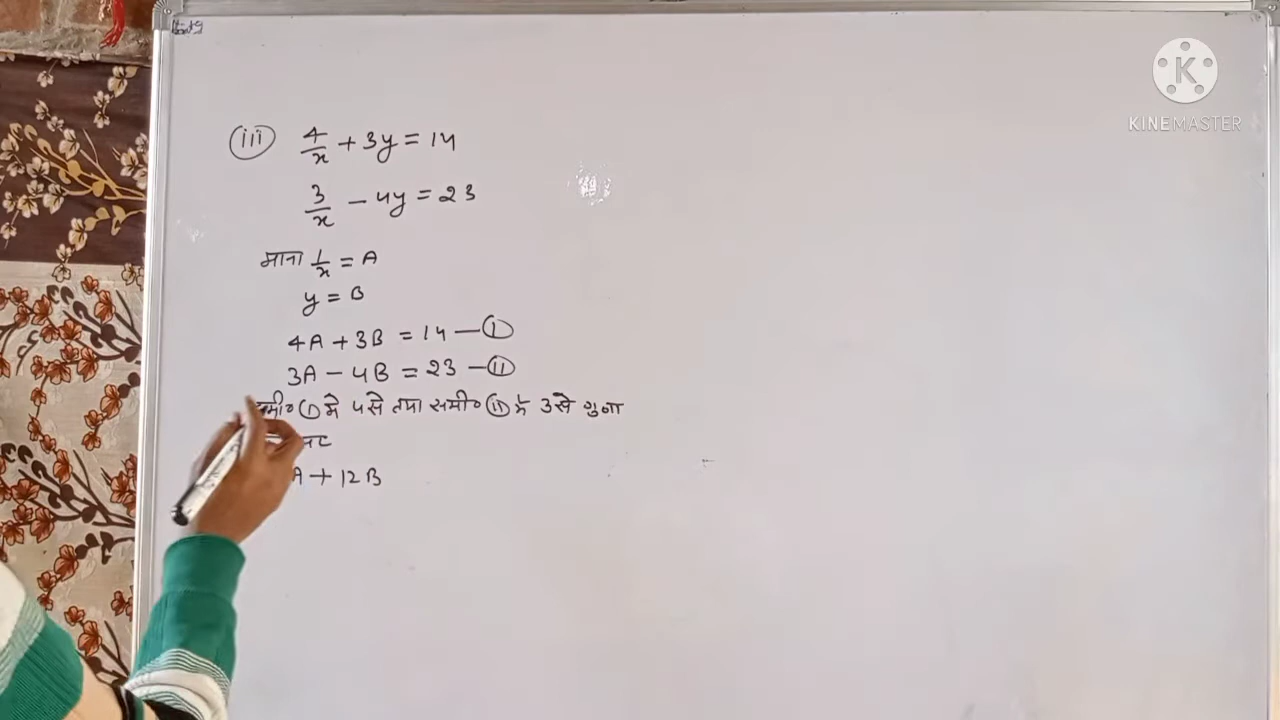 (iii) 4/x + 3y = 14
3/x - 4y = 23
माना 1/x = A
y = B
4A + 3B = 14 — (I)
3A - 4B = 23 — (II)
समी० (I) में 4 से तथा समी० (II) में 3 से गुणा
A + 12B
KINEMASTER